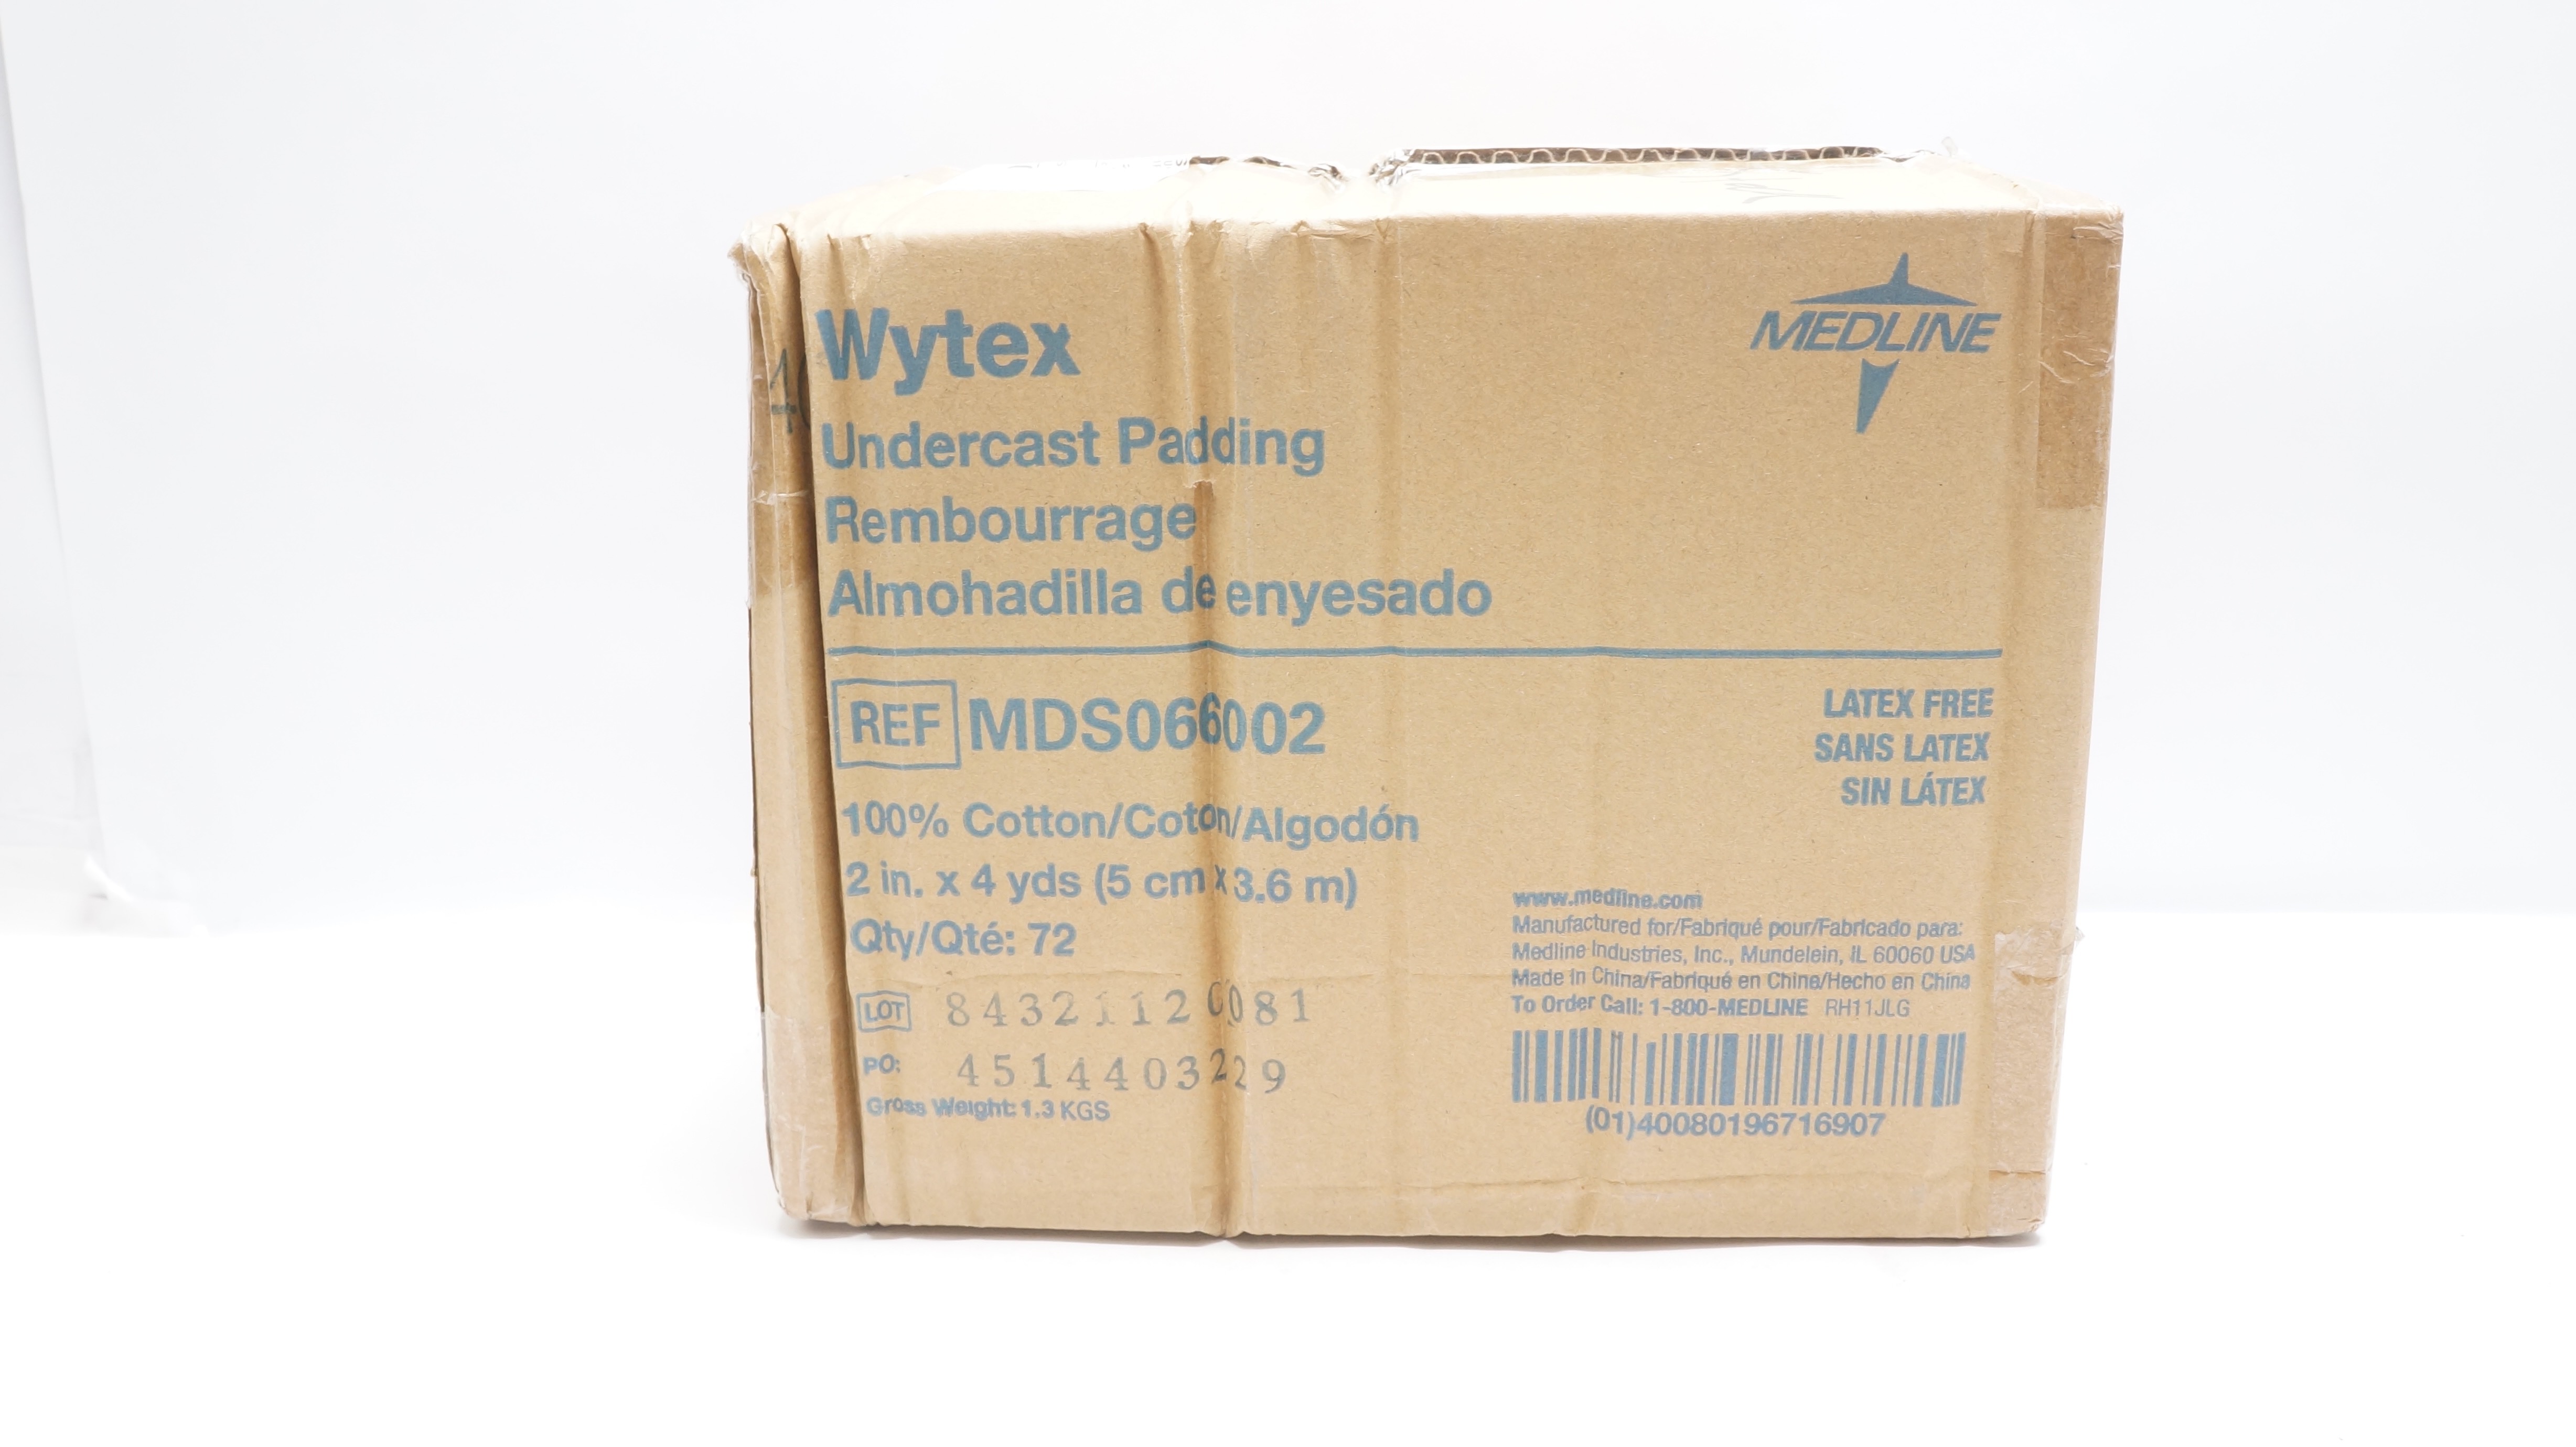 Wytex
Undercast Padding
Rembourrage
Almohadilla de enyesado
MEDLINE
REF MDS066002
100% Cotton/Coton/Algodón
2 in. x 4 yds (5 cm x 3.6 m)
Qty/Qté: 72
LOT 84321120081
PO: 4514403229
Gross Weight: 1.3 KGS
LATEX FREE
SANS LATEX
SIN LÁTEX
www.medline.com
Manufactured for/Fabriqué pour/Fabricado para:
Medline Industries, Inc., Mundelein, IL 60060 USA
Made in China/Fabriqué en Chine/Hecho en China
To Order Call: 1-800-MEDLINE RH11JLG
(01)40080196716907